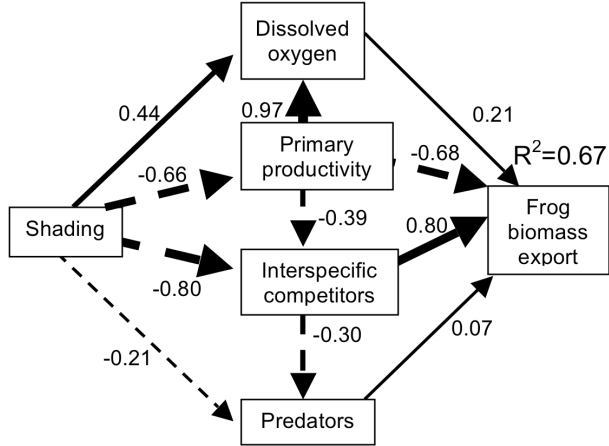 Dissolved
oxygen
0.44
0.97
0.21
Primary
productivity
-0.66
-0.68
R²=0.67
Shading
-0.39
Frog
biomass
export
0.80
Interspecific
competitors
-0.80
-0.30
0.07
-0.21
Predators